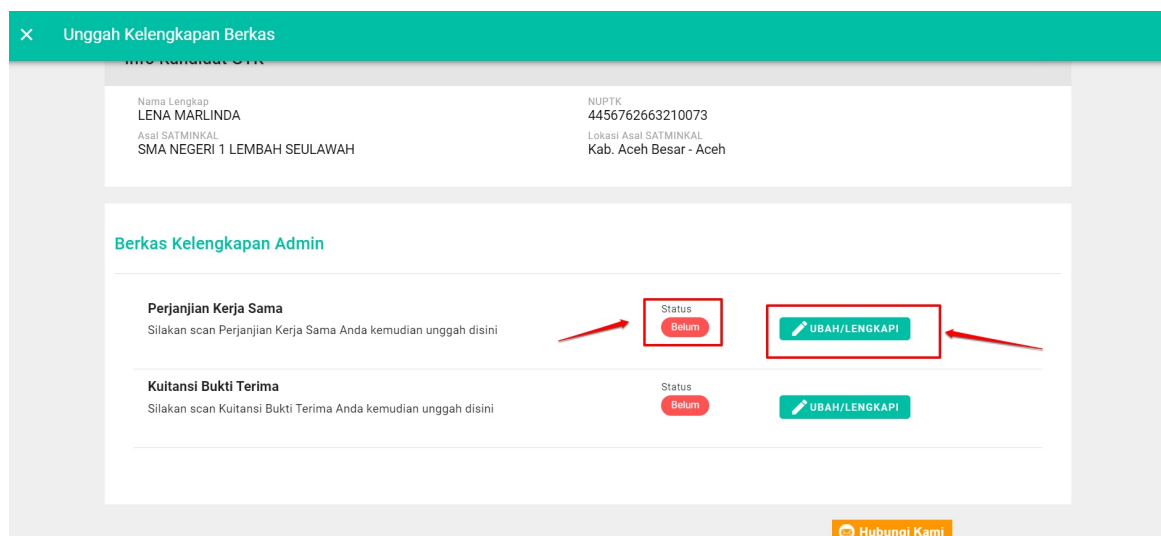 Unggah Kelengkapan Berkas
Nama Lengkap
LENA MARLINDA
NUPTK
4456762663210073
Asal SATMINKAL
SMA NEGERI 1 LEMBAH SEULAWAH
Lokasi Asal SATMINKAL
Kab. Aceh Besar - Aceh
Berkas Kelengkapan Admin
Perjanjian Kerja Sama
Silakan scan Perjanjian Kerja Sama Anda kemudian unggah disini
Status
Belum
UBAH/LENGKAPI
Kuitansi Bukti Terima
Silakan scan Kuitansi Bukti Terima Anda kemudian unggah disini
Status
Belum
UBAH/LENGKAPI
Hubungi Kami